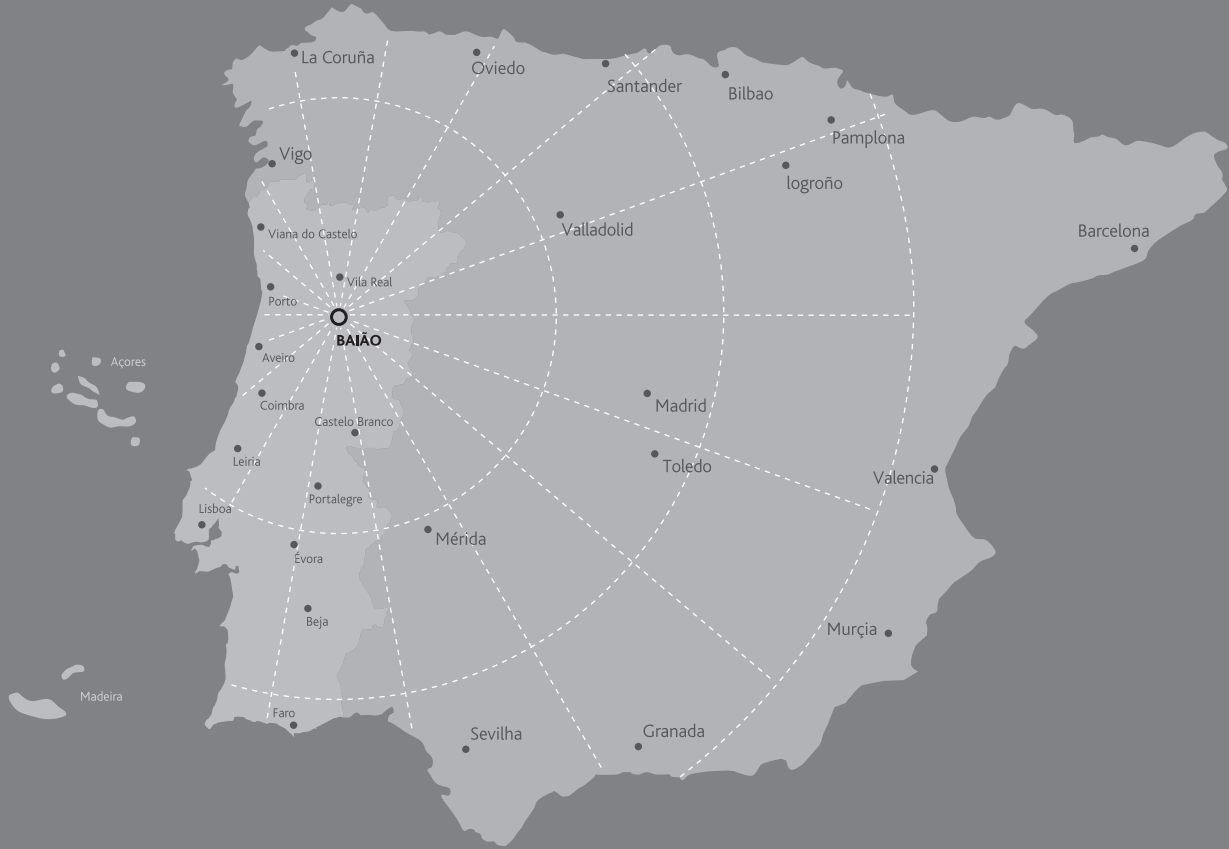 La Coruña
Oviedo
Santander
Bilbao
Pamplona
Vigo
logroño
Viana do Castelo
Valladolid
Barcelona
Vila Real
Porto
BAIÃO
Aveiro
Açores
Coimbra
Madrid
Castelo Branco
Leiria
Toledo
Valencia
Portalegre
Lisboa
Mérida
Évora
Beja
Murçia
Madeira
Faro
Sevilha
Granada